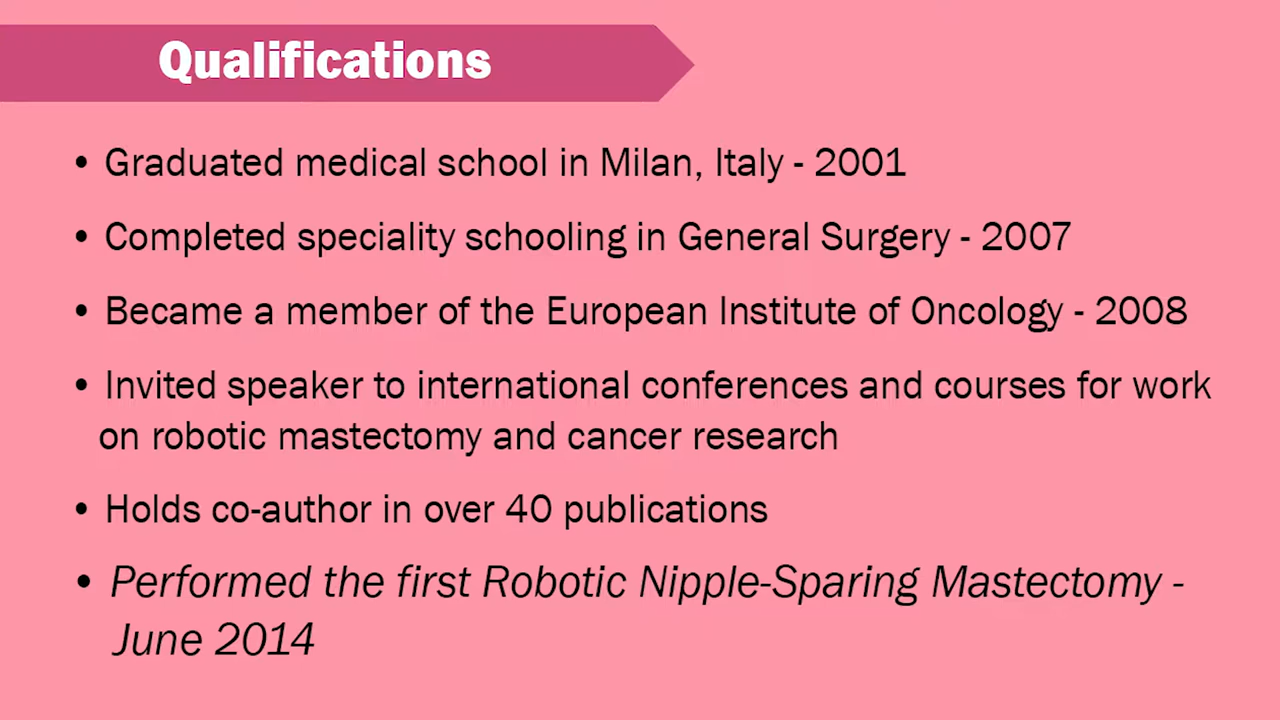 Qualifications
• Graduated medical school in Milan, Italy - 2001
• Completed speciality schooling in General Surgery - 2007
• Became a member of the European Institute of Oncology - 2008
• Invited speaker to international conferences and courses for work
on robotic mastectomy and cancer research
• Holds co-author in over 40 publications
• Performed the first Robotic Nipple-Sparing Mastectomy -
June 2014